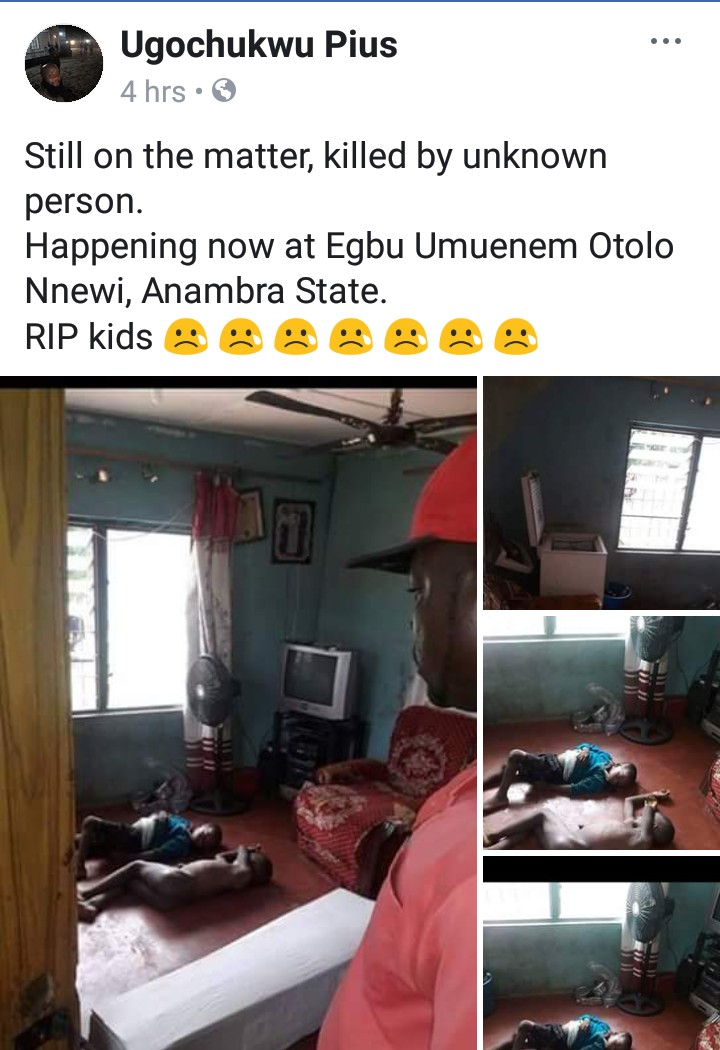 Ugochukwu Pius
4 hrs
Still on the matter, killed by unknown
person.
Happening now at Egbu Umuenem Otolo
Nnewi, Anambra State.
RIP kids 😢😢😢😢😢😢😢